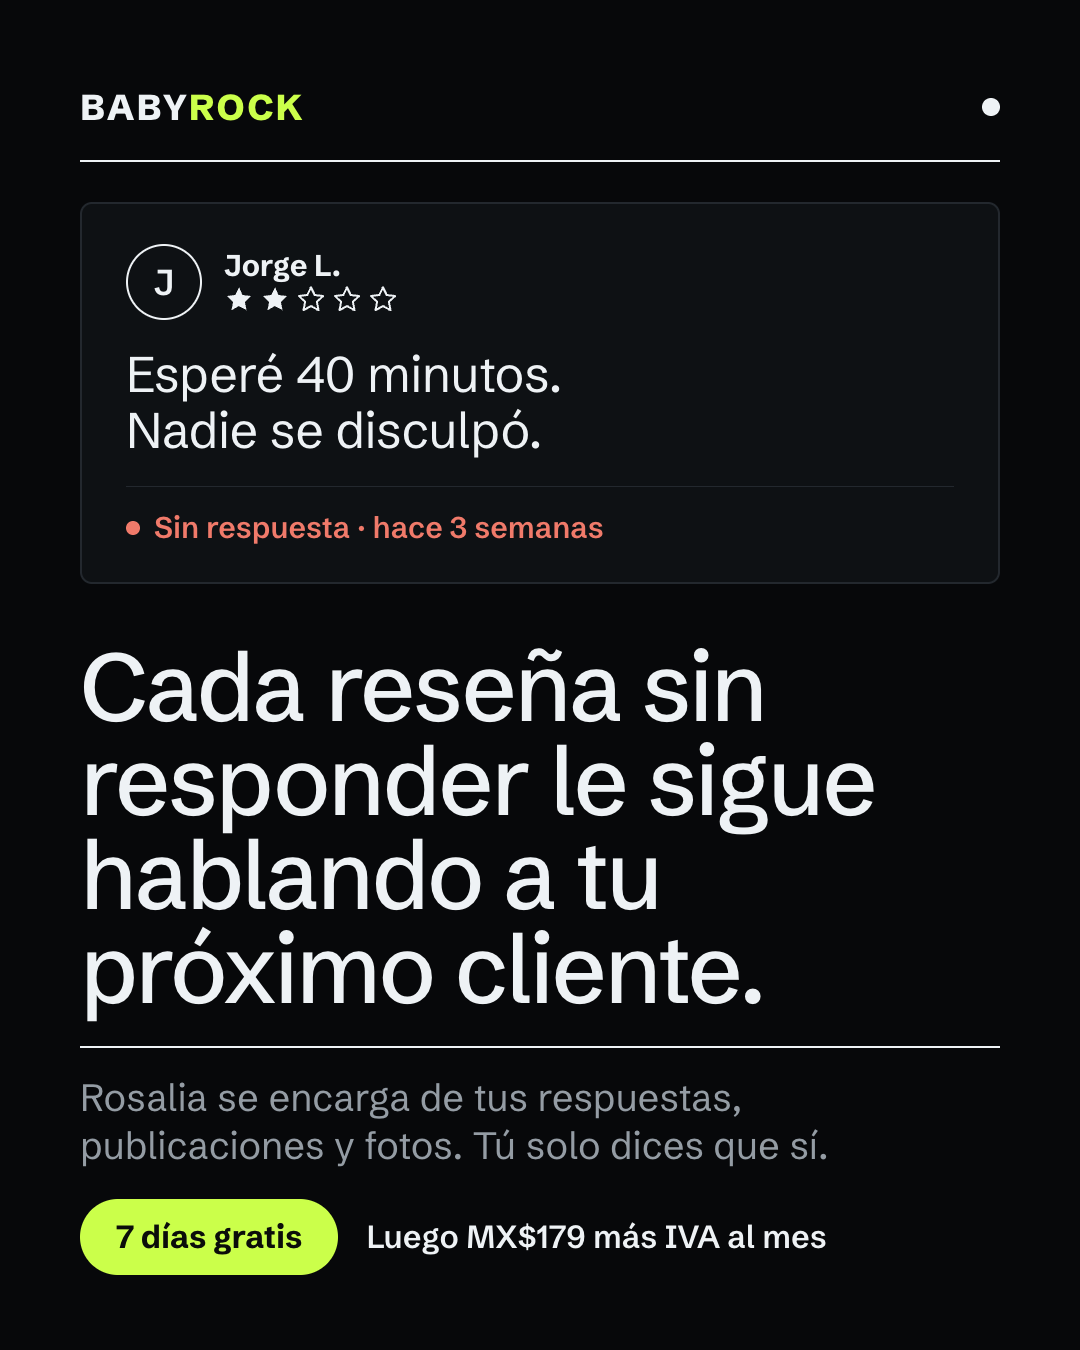 BABYROCK
J
Jorge L.
Esperé 40 minutos.
Nadie se disculpó.
Sin respuesta · hace 3 semanas
Cada reseña sin
responder le sigue
hablando a tu
próximo cliente.
Rosalia se encarga de tus respuestas,
publicaciones y fotos. Tú solo dices que sí.
7 días gratis
Luego MX$179 más IVA al mes